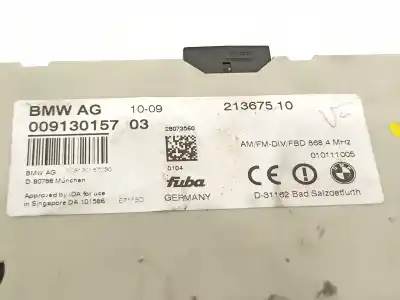 BMW AG 10-09 213675.10
009130157 03
28073560
AM/FM-DIV/FBD 868.4 MHz
010111005
0104
BMW AG
D-80788 München
fuba
GERMANY
D-31162 Bad Salzdetfurth
Approved by IDA for use
in Singapore DA 101586